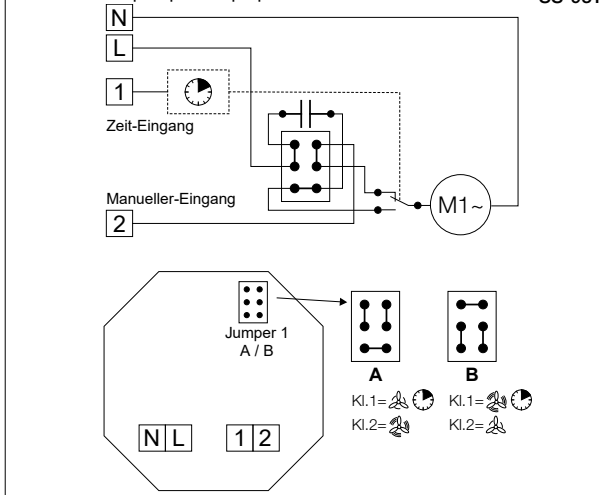 N
L
1
Zeit-Eingang
Manueller-Eingang
2
M1~
Jumper 1
A / B
A
B
Kl.1=
Kl.1=
Kl.2=
Kl.2=
N L
1 2